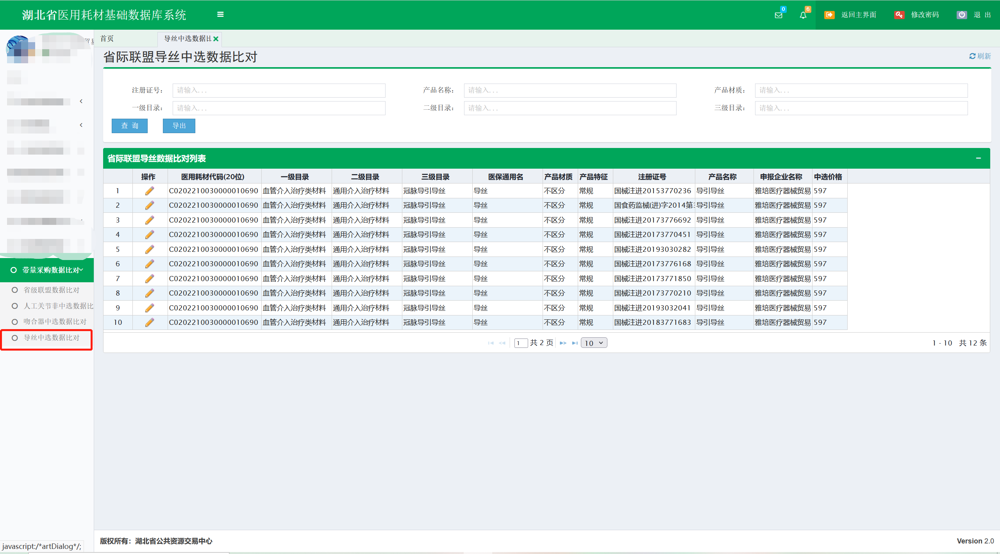 湖北省医用耗材基础数据库系统
0
6
返回主界面
修改密码
退 出
首页
导丝中选数据比
省际联盟导丝中选数据比对
刷新
注册证号： 请输入... 产品名称： 请输入... 产品材质： 请输入...
一级目录： 请输入... 二级目录： 请输入... 三级目录： 请输入...
查 询 导出
省际联盟导丝数据比对列表
操作 医用耗材代码(20位) 一级目录 二级目录 三级目录 医保通用名 产品材质 产品特征 注册证号 产品名称 申报企业名称 中选价格
1 C0202210030000010690 血管介入治疗类材料 通用介入治疗材料 冠脉导引导丝 导丝 不区分 常规 国械注进20153770236 导引导丝 雅培医疗器械贸易 597
2 C0202210030000010690 血管介入治疗类材料 通用介入治疗材料 冠脉导引导丝 导丝 不区分 常规 国食药监械(进)字2014第 导引导丝 雅培医疗器械贸易 597
3 C0202210030000010690 血管介入治疗类材料 通用介入治疗材料 冠脉导引导丝 导丝 不区分 常规 国械注进20173776692 导引导丝 雅培医疗器械贸易 597
4 C0202210030000010690 血管介入治疗类材料 通用介入治疗材料 冠脉导引导丝 导丝 不区分 常规 国械注进20173770451 导引导丝 雅培医疗器械贸易 597
5 C0202210030000010690 血管介入治疗类材料 通用介入治疗材料 冠脉导引导丝 导丝 不区分 常规 国械注进20193030282 导引导丝 雅培医疗器械贸易 597
6 C0202210030000010690 血管介入治疗类材料 通用介入治疗材料 冠脉导引导丝 导丝 不区分 常规 国械注进20173776168 导引导丝 雅培医疗器械贸易 597
7 C0202210030000010690 血管介入治疗类材料 通用介入治疗材料 冠脉导引导丝 导丝 不区分 常规 国械注进20173771850 导引导丝 雅培医疗器械贸易 597
8 C0202210030000010690 血管介入治疗类材料 通用介入治疗材料 冠脉导引导丝 导丝 不区分 常规 国械注进20173770210 导引导丝 雅培医疗器械贸易 597
9 C0202210030000010690 血管介入治疗类材料 通用介入治疗材料 冠脉导引导丝 导丝 不区分 常规 国械注进20193032041 导引导丝 雅培医疗器械贸易 597
10 C0202210030000010690 血管介入治疗类材料 通用介入治疗材料 冠脉导引导丝 导丝 不区分 常规 国械注进20183771683 导引导丝 雅培医疗器械贸易 597
1 共 2 页 10 1 - 10 共 12 条
带量采购数据比对
省级联盟数据比对
人工关节非中选数据比
吻合器中选数据比对
导丝中选数据比对
版权所有：湖北省公共资源交易中心
Version 2.0
javascript:/*artDialog*/;